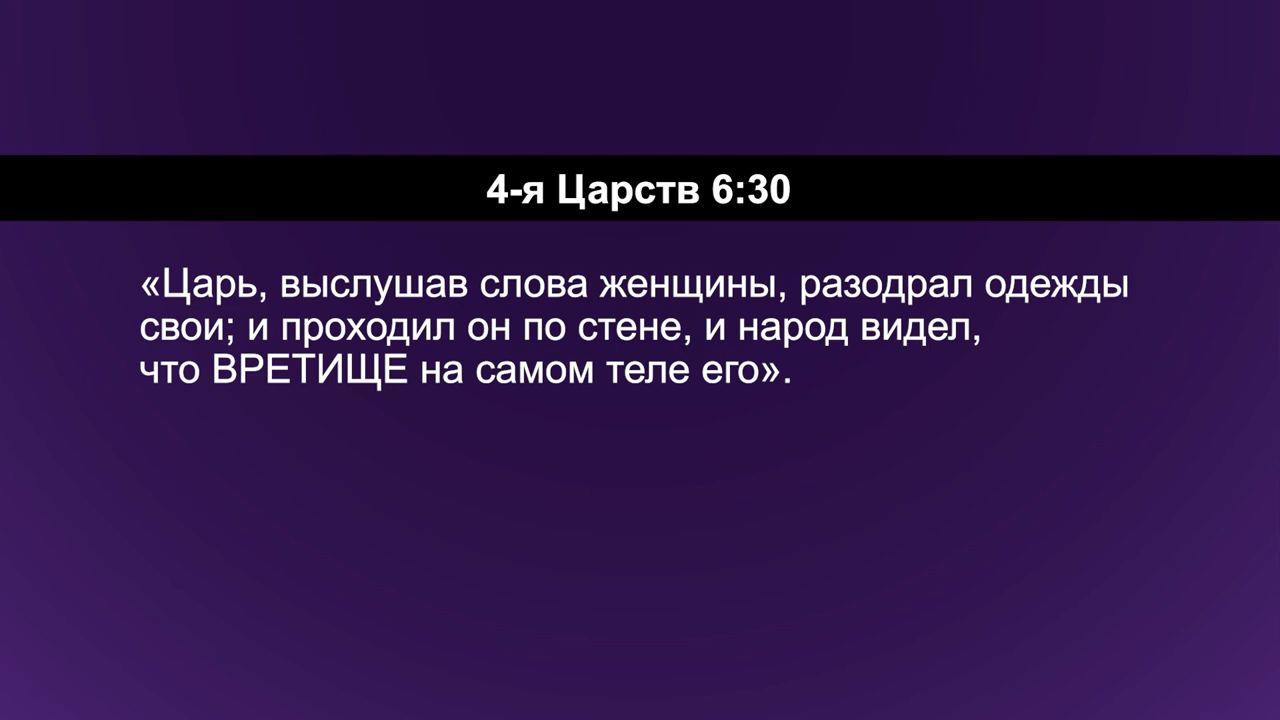 4-я Царств 6:30
«Царь, выслушав слова женщины, разодрал одежды
свои; и проходил он по стене, и народ видел,
что ВРЕТИЩЕ на самом теле его».